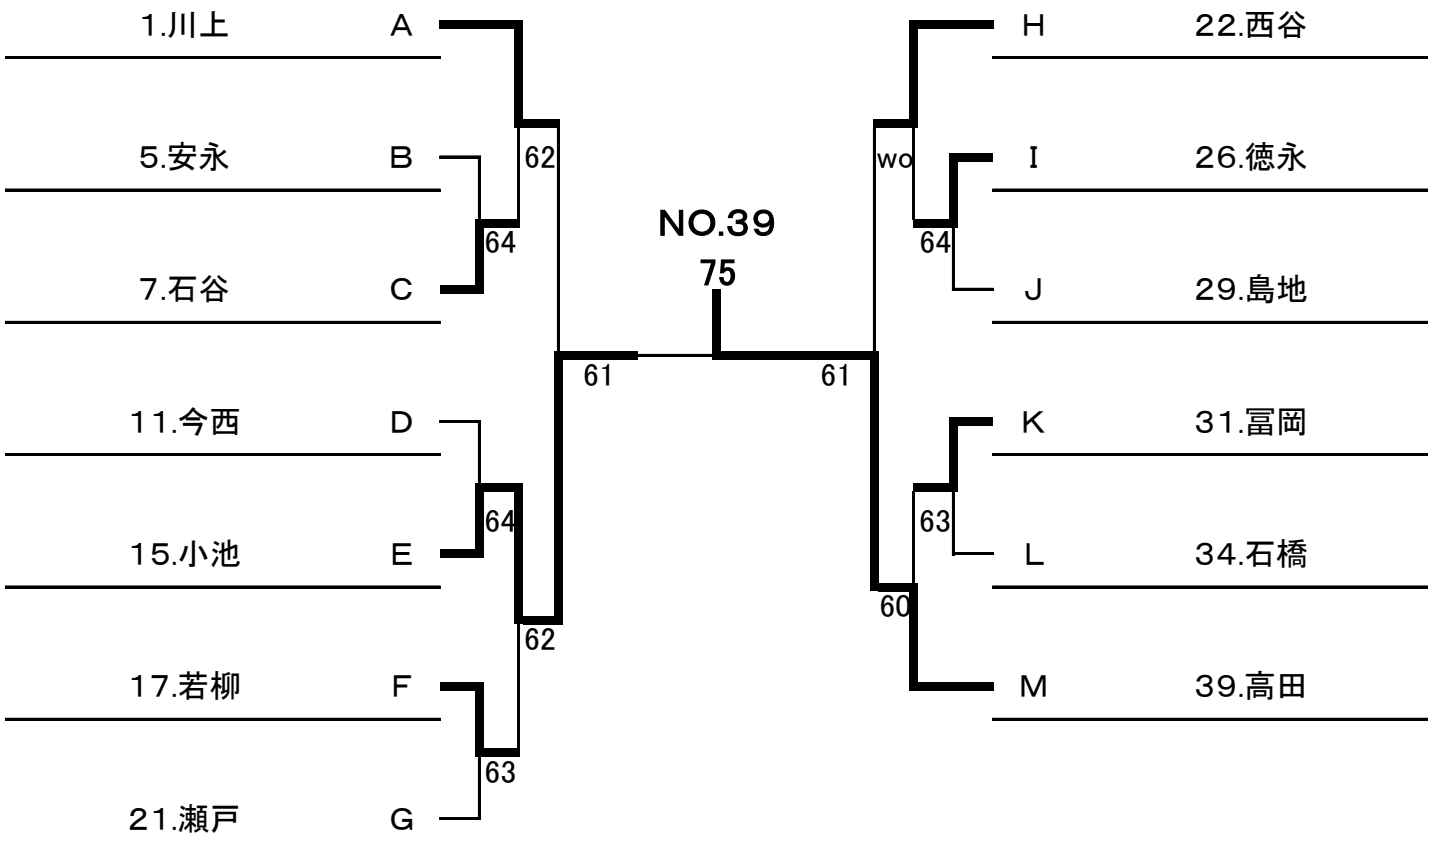 1.川上 A
H 22.西谷
5.安永 B
62
wo
I 26.徳永
NO.39
64
64
75
7.石谷 C
J 29.島地
61
61
11.今西 D
K 31.冨岡
64
63
15.小池 E
L 34.石橋
60
62
17.若柳 F
M 39.高田
63
21.瀬戸 G